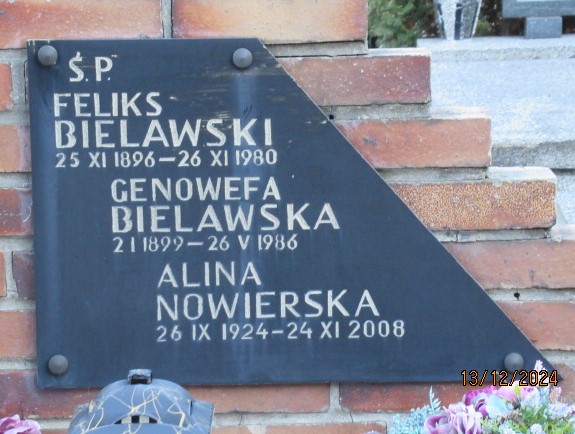 Ś.P.
FELIKS
BIELAWSKI
25 XI 1896 – 26 XI 1980
GENOWEFA
BIELAWSKA
2 I 1899 – 26 V 1986
ALINA
NOWIERSKA
26 IX 1924 – 24 XI 2008
13/12/2024